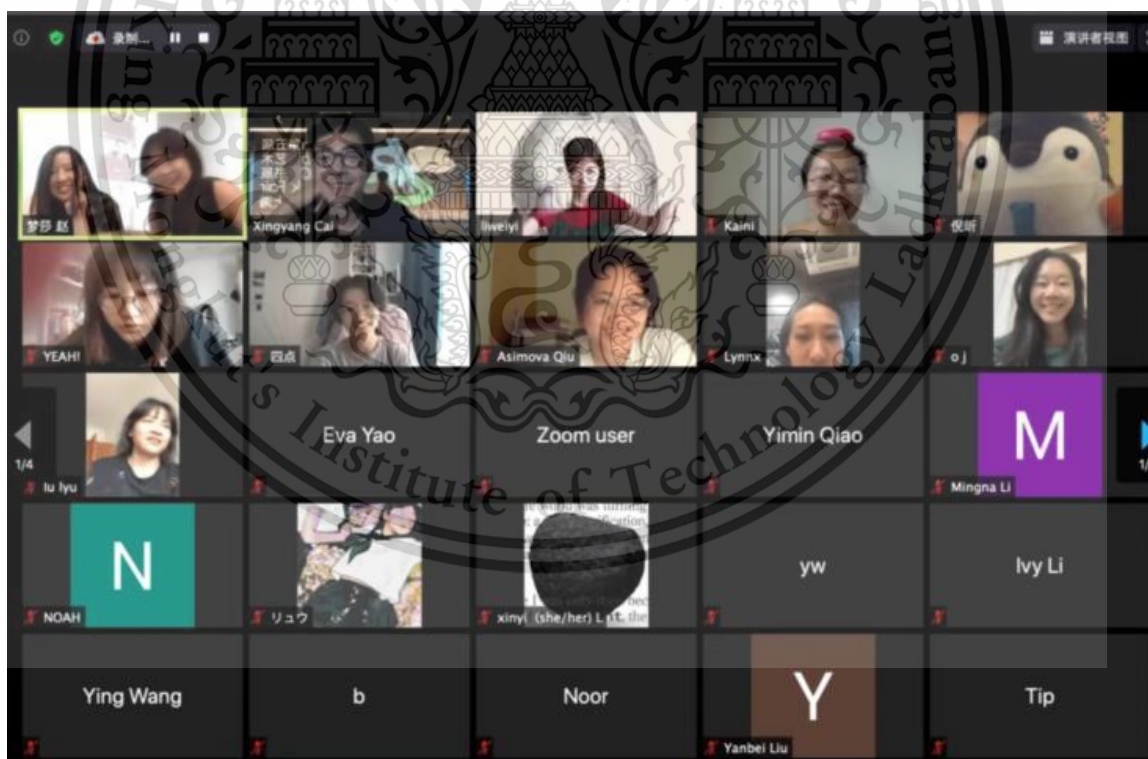 录制...
演讲者视图
梦莎 赵
Xingyang Cai
liweiyi
Kaini
倪昕
YEAH!
四点
Asimova Qiu
Lynnx
o j
1/4
lu lyu
Eva Yao
Zoom user
Yimin Qiao
M
Mingna Li
1/
N
NOAH
リュウ
xinyi (she/her) L
yw
Ivy Li
Ying Wang
b
Noor
Y
Yanbei Liu
Tip
Institute of Technology Ladkrabang